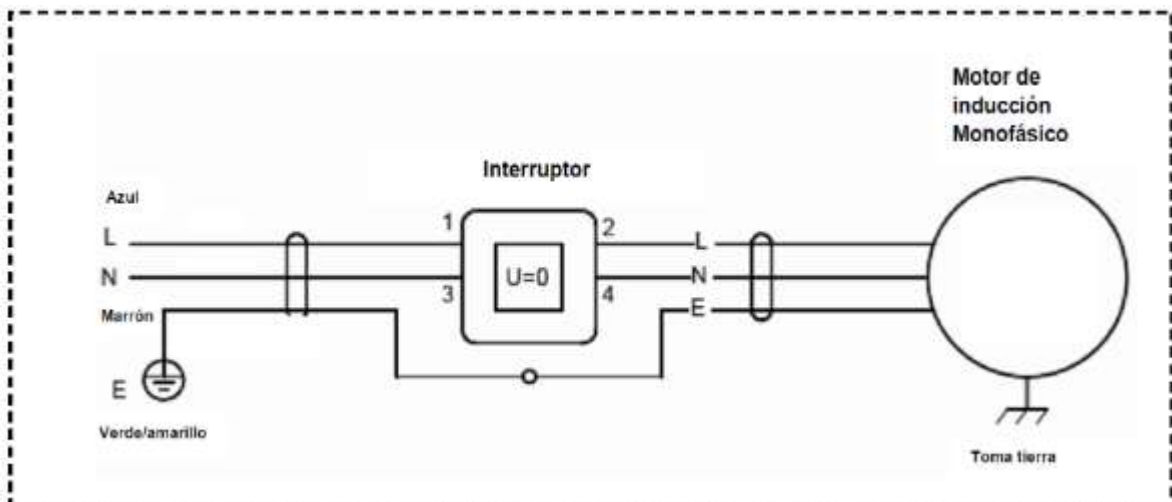 Motor de
inducción
Monofásico
Interruptor
Azul
L
1
2
L
N
U=0
N
3
4
Marrón
E
E
Verde/amarillo
Toma tierra